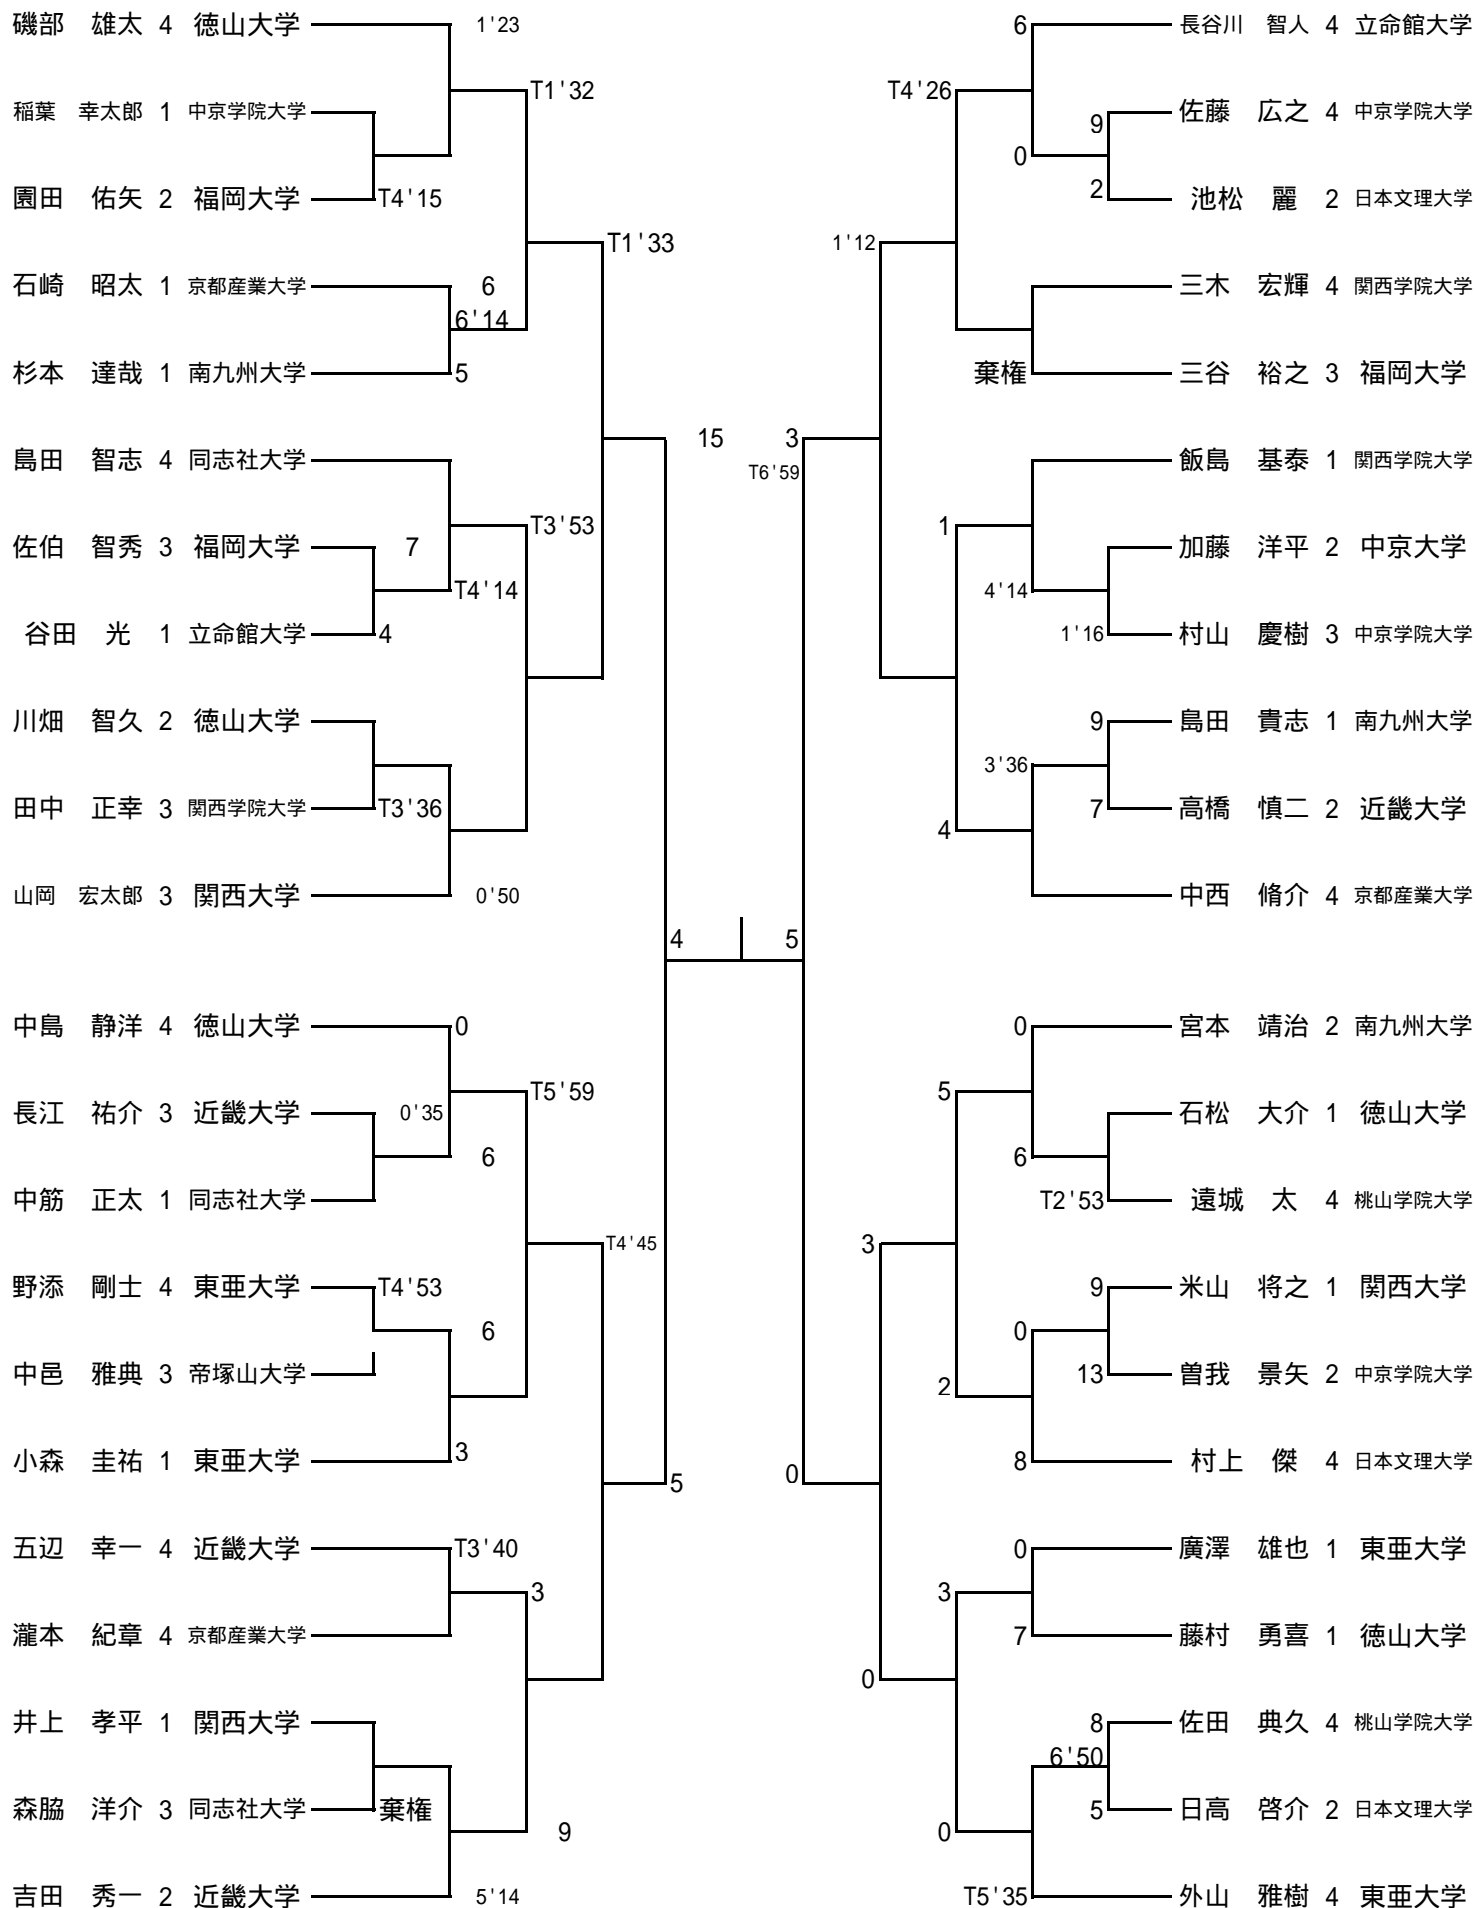 磯部　雄太 4 徳山大学
1'23
T1'32
稲葉　幸太郎 1 中京学院大学
園田　佑矢 2 福岡大学
T4'15
T1'33
石崎　昭太 1 京都産業大学
6
6'14
杉本　達哉 1 南九州大学
5
15
島田　智志 4 同志社大学
T3'53
佐伯　智秀 3 福岡大学
7
T4'14
谷田　光 1 立命館大学
4
川畑　智久 2 徳山大学
田中　正幸 3 関西学院大学
T3'36
山岡　宏太郎 3 関西大学
0'50
4
中島　静洋 4 徳山大学
0
T5'59
長江　祐介 3 近畿大学
0'35
6
中筋　正太 1 同志社大学
T4'45
野添　剛士 4 東亜大学
T4'53
6
中邑　雅典 3 帝塚山大学
小森　圭祐 1 東亜大学
3
5
五辺　幸一 4 近畿大学
T3'40
3
瀧本　紀章 4 京都産業大学
井上　孝平 1 関西大学
森脇　洋介 3 同志社大学
棄権
9
吉田　秀一 2 近畿大学
5'14
6
長谷川　智人 4 立命館大学
T4'26
9
佐藤　広之 4 中京学院大学
0
2
池松　麗 2 日本文理大学
1'12
三木　宏輝 4 関西学院大学
棄権
三谷　裕之 3 福岡大学
3
T6'59
飯島　基泰 1 関西学院大学
1
加藤　洋平 2 中京大学
4'14
1'16
村山　慶樹 3 中京学院大学
9
島田　貴志 1 南九州大学
3'36
7
高橋　慎二 2 近畿大学
4
中西　脩介 4 京都産業大学
5
0
宮本　靖治 2 南九州大学
5
石松　大介 1 徳山大学
6
T2'53
遠城　太 4 桃山学院大学
3
9
米山　将之 1 関西大学
0
13
曽我　景矢 2 中京学院大学
2
8
村上　傑 4 日本文理大学
0
0
廣澤　雄也 1 東亜大学
3
7
藤村　勇喜 1 徳山大学
0
8
佐田　典久 4 桃山学院大学
6'50
5
日高　啓介 2 日本文理大学
0
T5'35
外山　雅樹 4 東亜大学